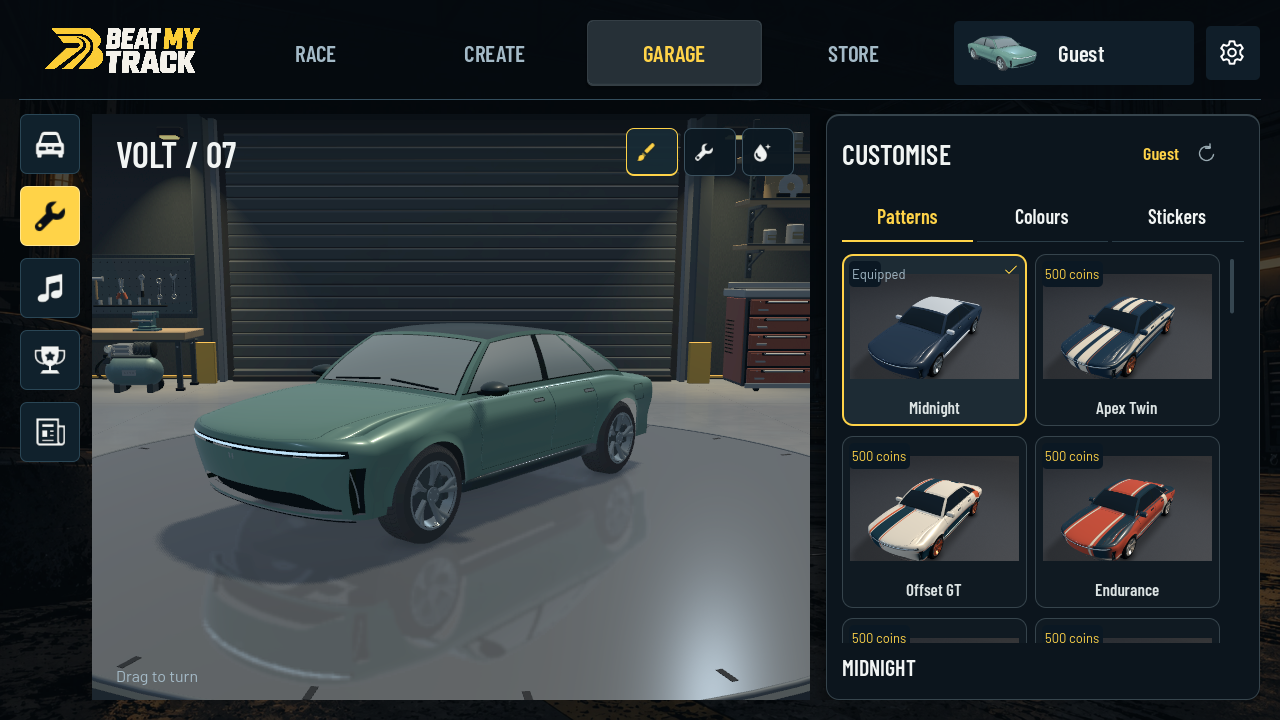 BEAT MY
TRACK
RACE
CREATE
GARAGE
STORE
Guest
VOLT / 07
Drag to turn
CUSTOMISE
Guest
Patterns
Colours
Stickers
Equipped
500 coins
Midnight
Apex Twin
500 coins
500 coins
Offset GT
Endurance
500 coins
500 coins
MIDNIGHT